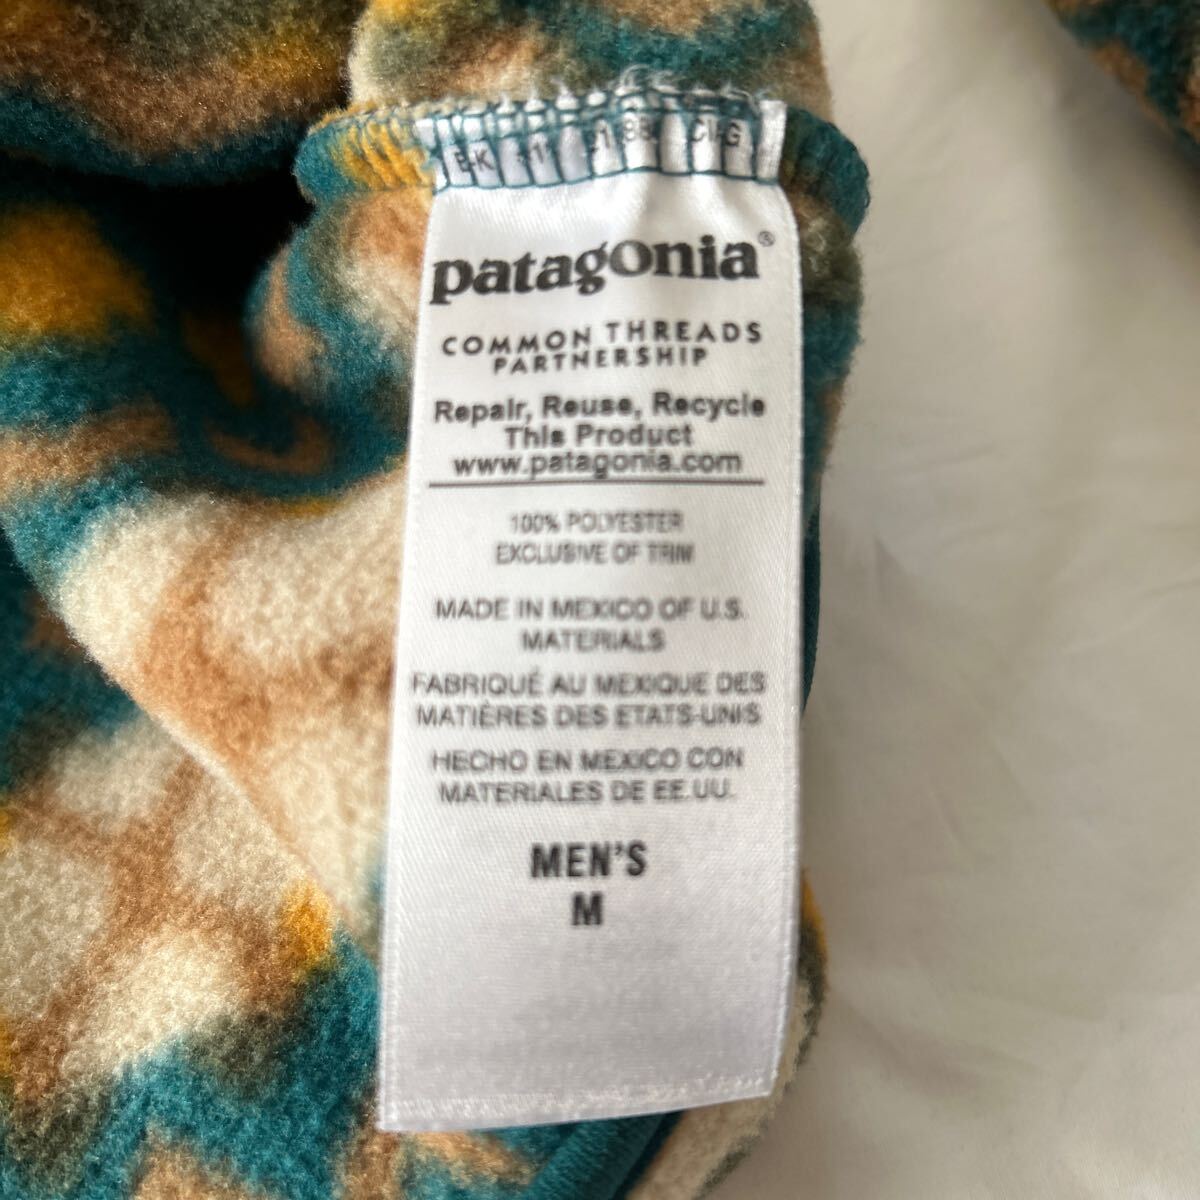 patagonia®
COMMON THREADS
PARTNERSHIP
Repair, Reuse, Recycle
This Product
www.patagonia.com
100% POLYESTER
EXCLUSIVE OF TRIM
MADE IN MEXICO OF U.S.
MATERIALS
FABRIQUÉ AU MEXIQUE DES
MATIÈRES DES ETATS-UNIS
HECHO EN MEXICO CON
MATERIALES DE EE.UU.
MEN'S
M